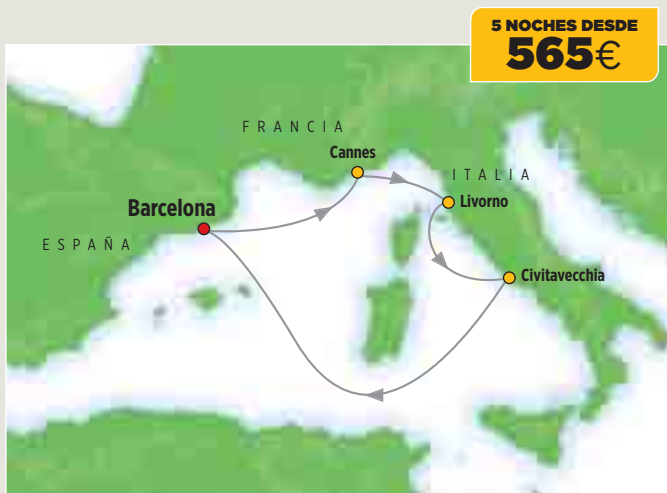 5 NOCHES DESDE
565€
FRANCIA
Cannes
ITALIA
Livorno
Barcelona
ESPAÑA
Civitavecchia